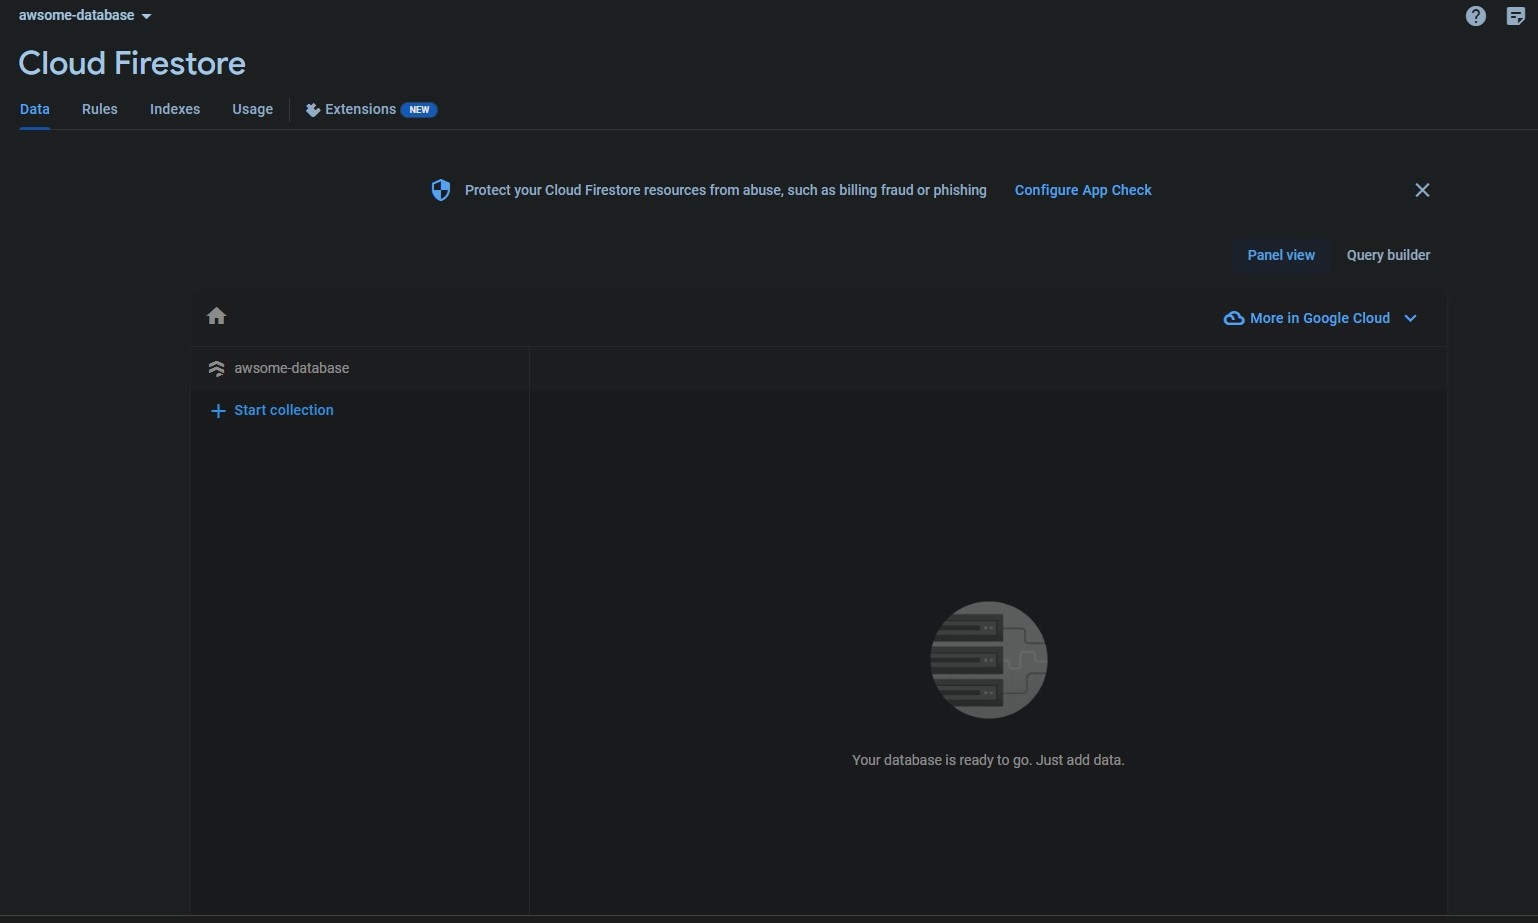 awsome-database
Cloud Firestore
Data Rules Indexes Usage Extensions NEW
Protect your Cloud Firestore resources from abuse, such as billing fraud or phishing Configure App Check
Panel view Query builder
More in Google Cloud
awsome-database
Start collection
Your database is ready to go. Just add data.